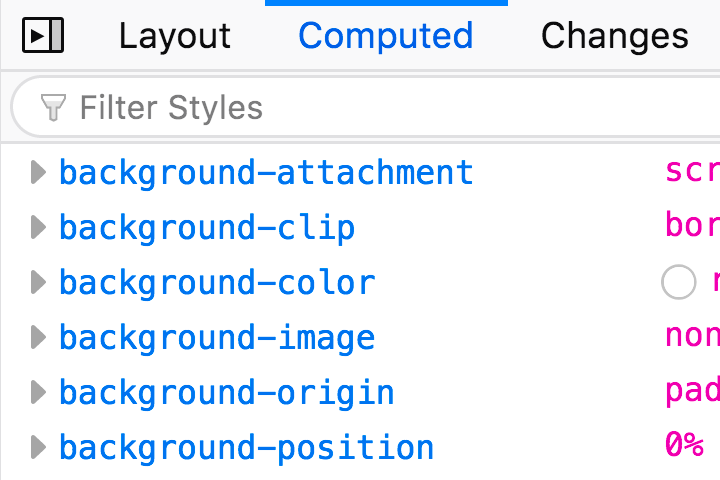 Layout Computed Changes
Filter Styles
background-attachment scr
background-clip bor
background-color
background-image non
background-origin pad
background-position 0%